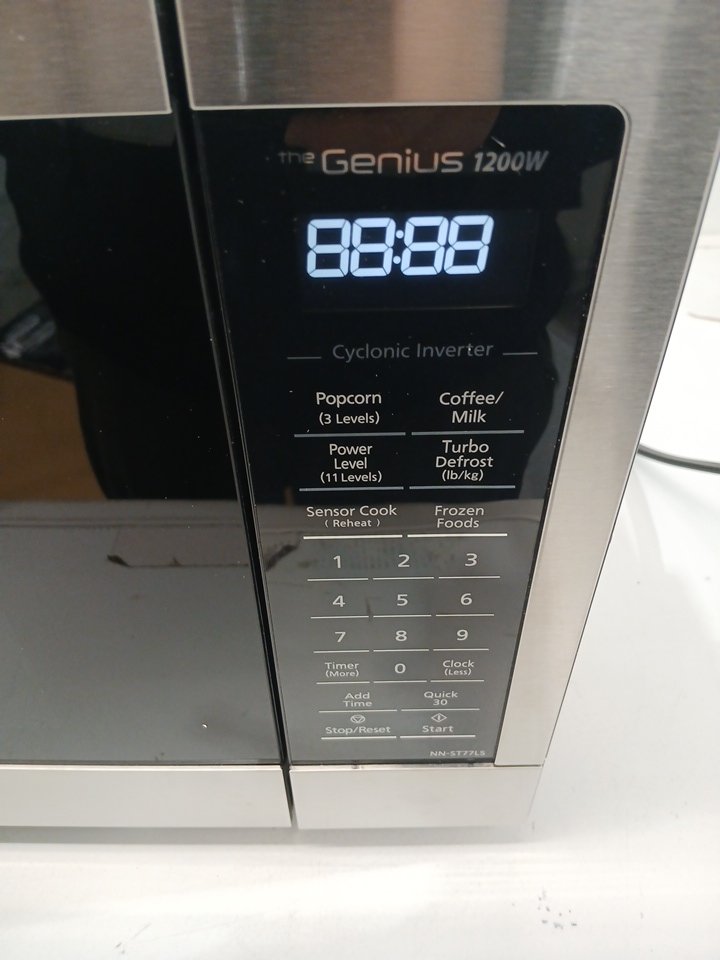 the Genius 1200W
88:88
Cyclonic Inverter
Popcorn
(3 Levels)
Coffee/
Milk
Power
Level
(11 Levels)
Turbo
Defrost
(lb/kg)
Sensor Cook
( Reheat )
Frozen
Foods
1 2 3
4 5 6
7 8 9
Timer
(More)
0
Clock
(Less)
Add
Time
Quick
30
Stop/Reset
Start
NN-ST77LS